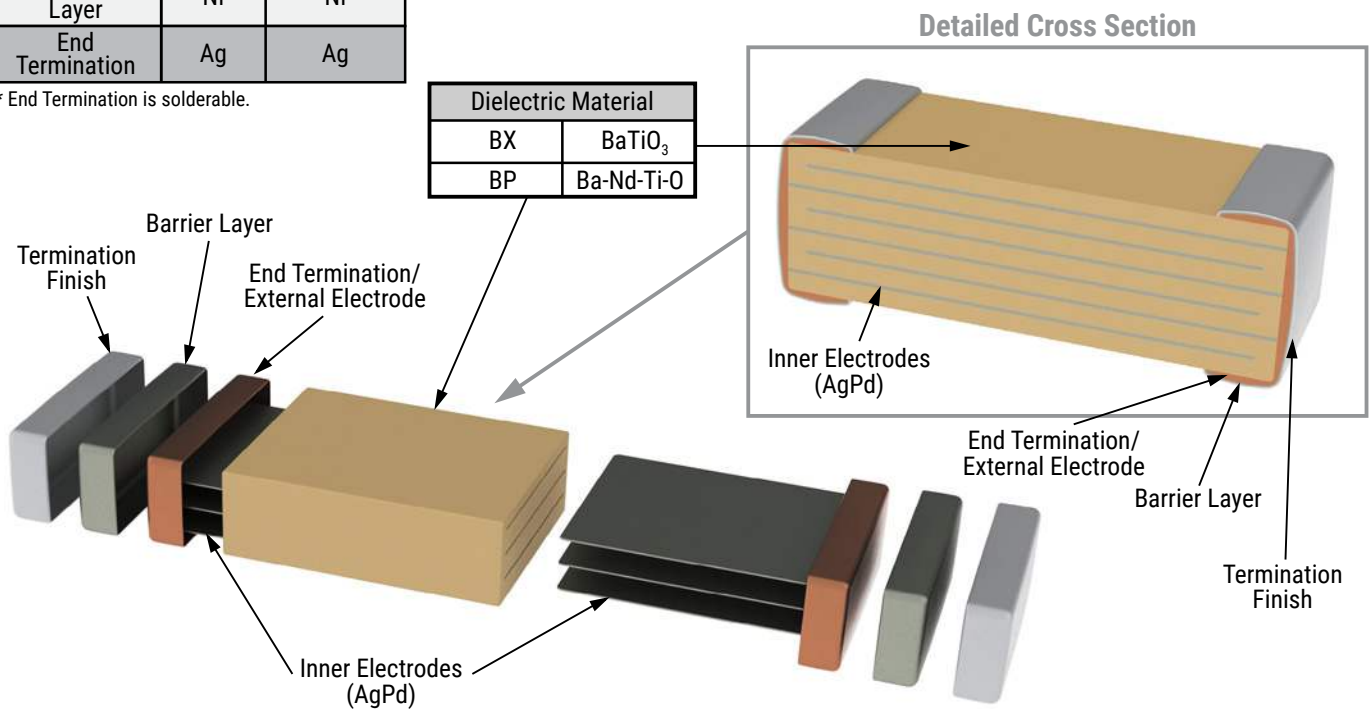 Layer
Ni Ni
End
Termination
Ag Ag
* End Termination is solderable.
Detailed Cross Section
Dielectric Material
BX BaTiO₃
BP Ba-Nd-Ti-O
Inner Electrodes
(AgPd)
End Termination/
External Electrode
Barrier Layer
Termination
Finish
Barrier Layer
Termination
Finish
End Termination/
External Electrode
Inner Electrodes
(AgPd)